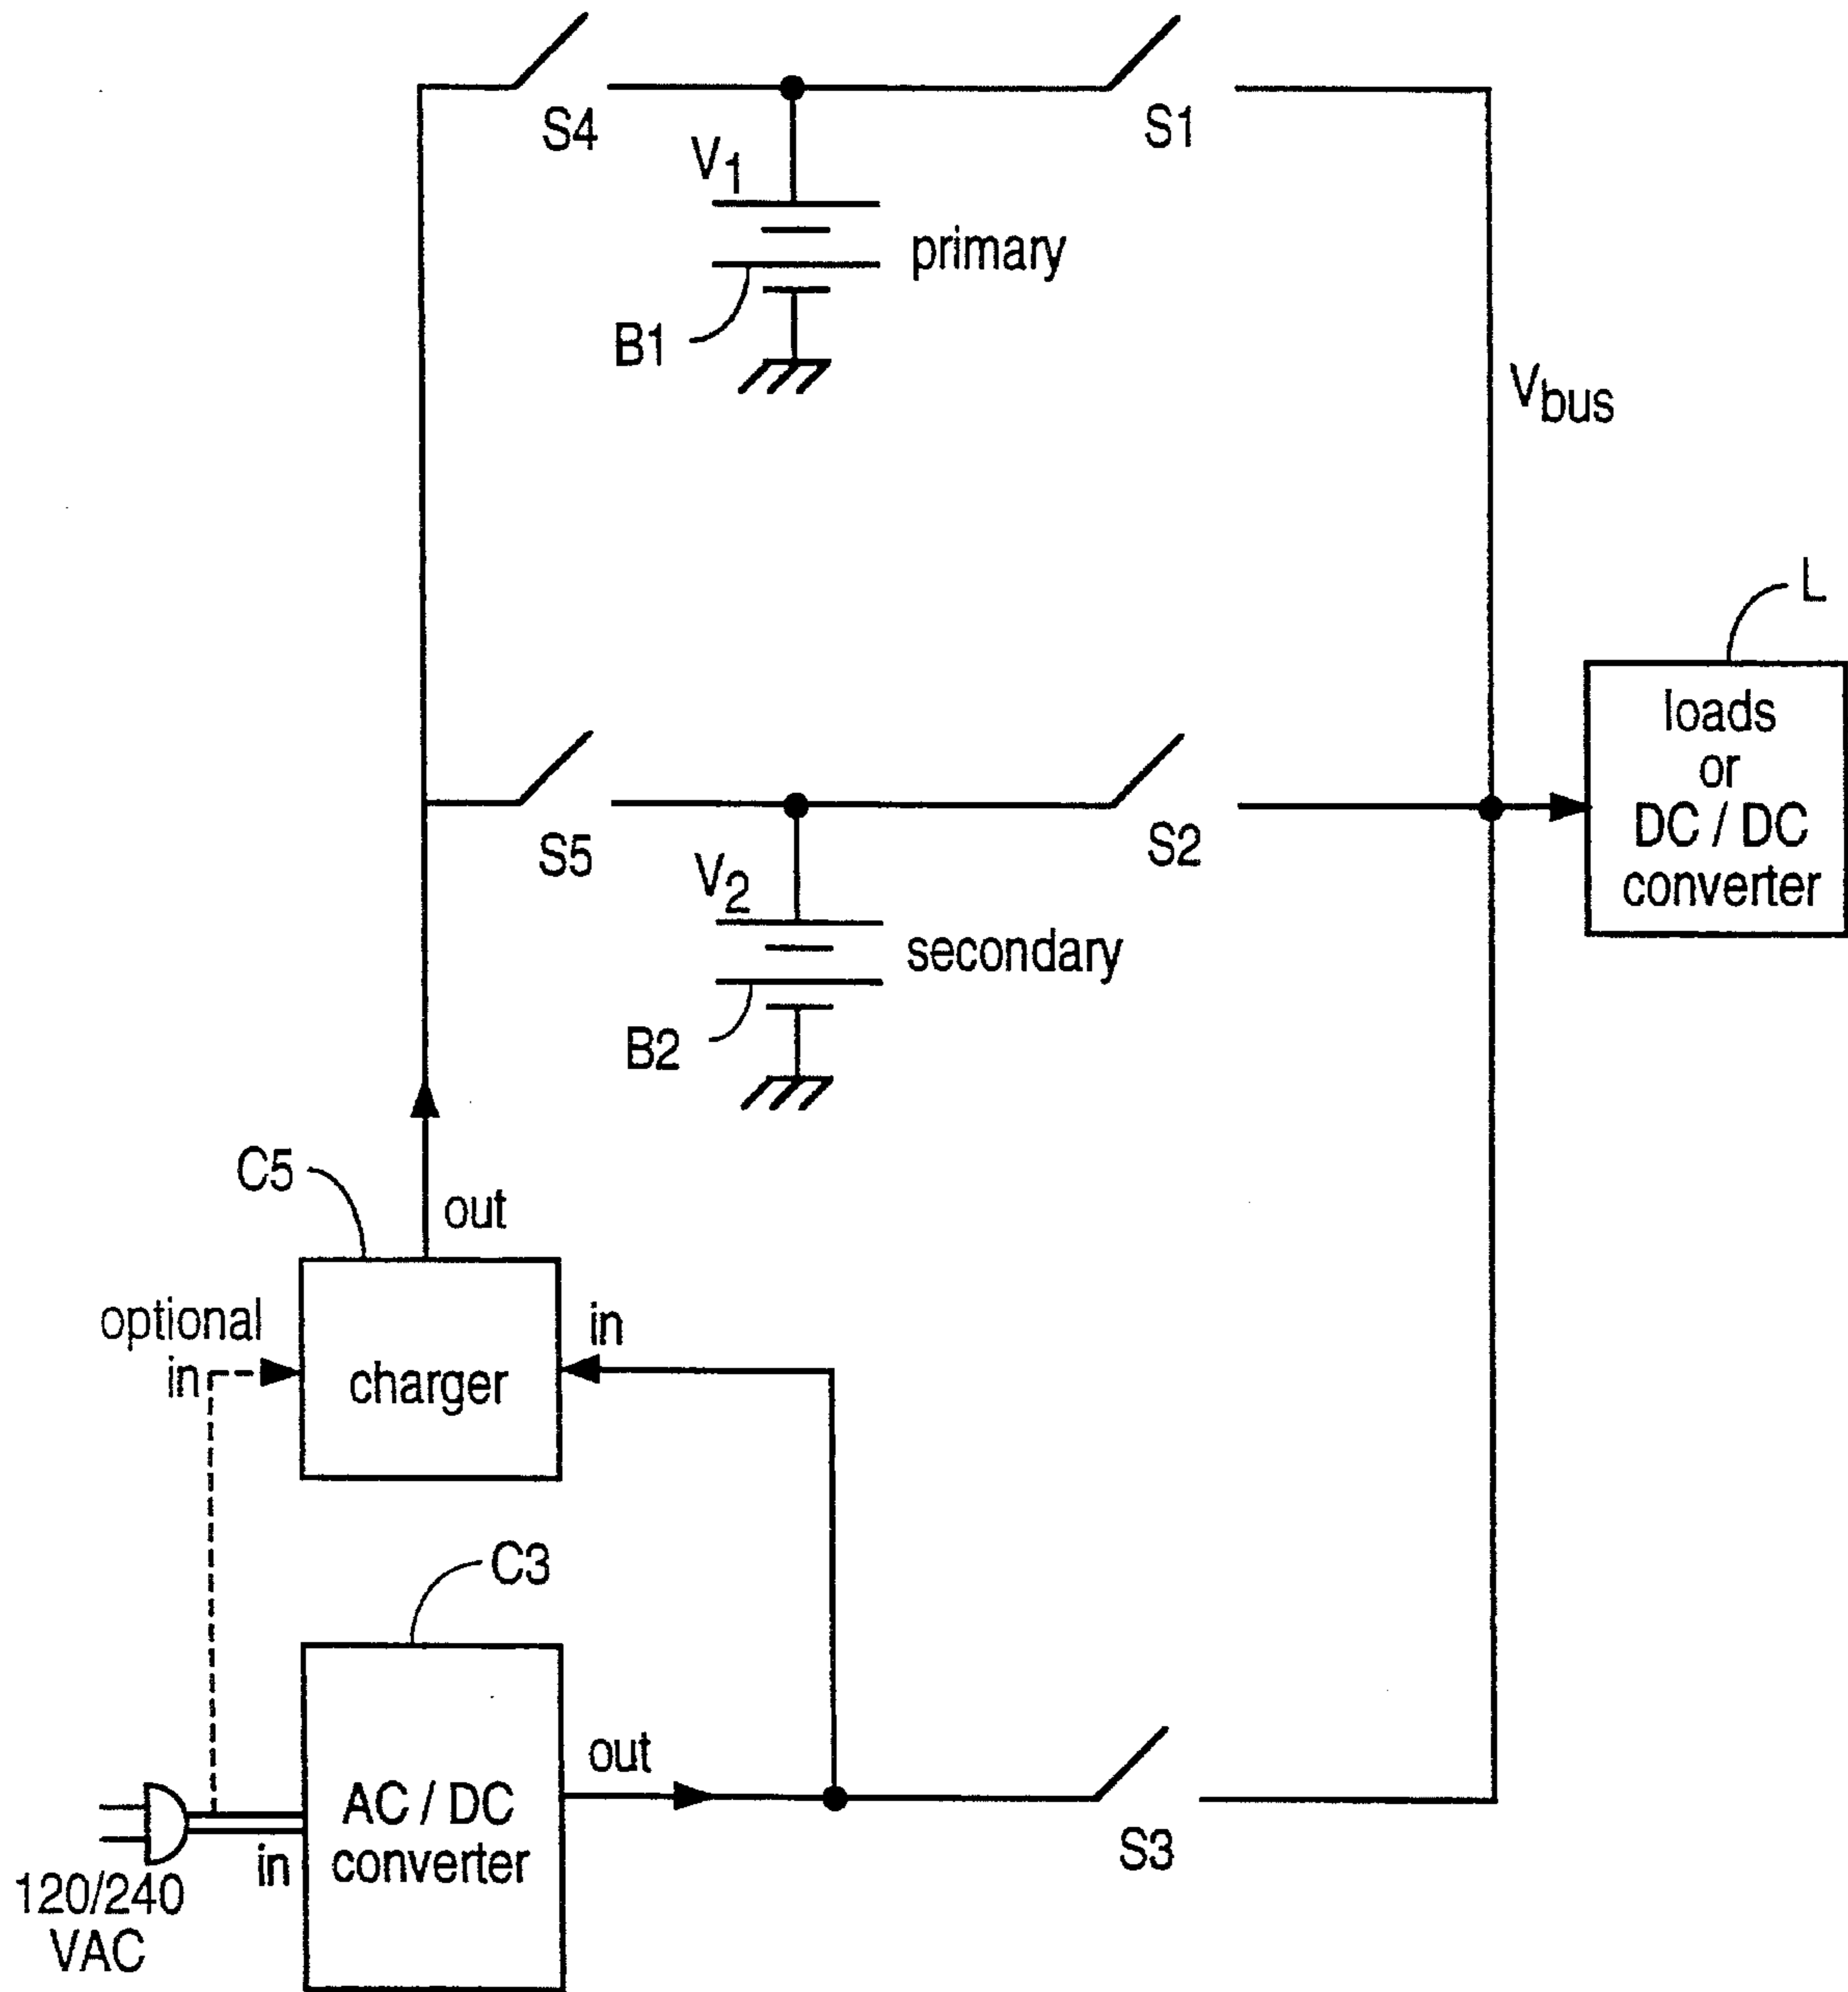 S4
S1
V1
primary
B1
Vbus
L
loads
or
DC / DC
converter
S5
S2
V2
secondary
B2
C5
out
optional
in
in
charger
C3
out
AC / DC
converter
in
120/240
VAC
S3